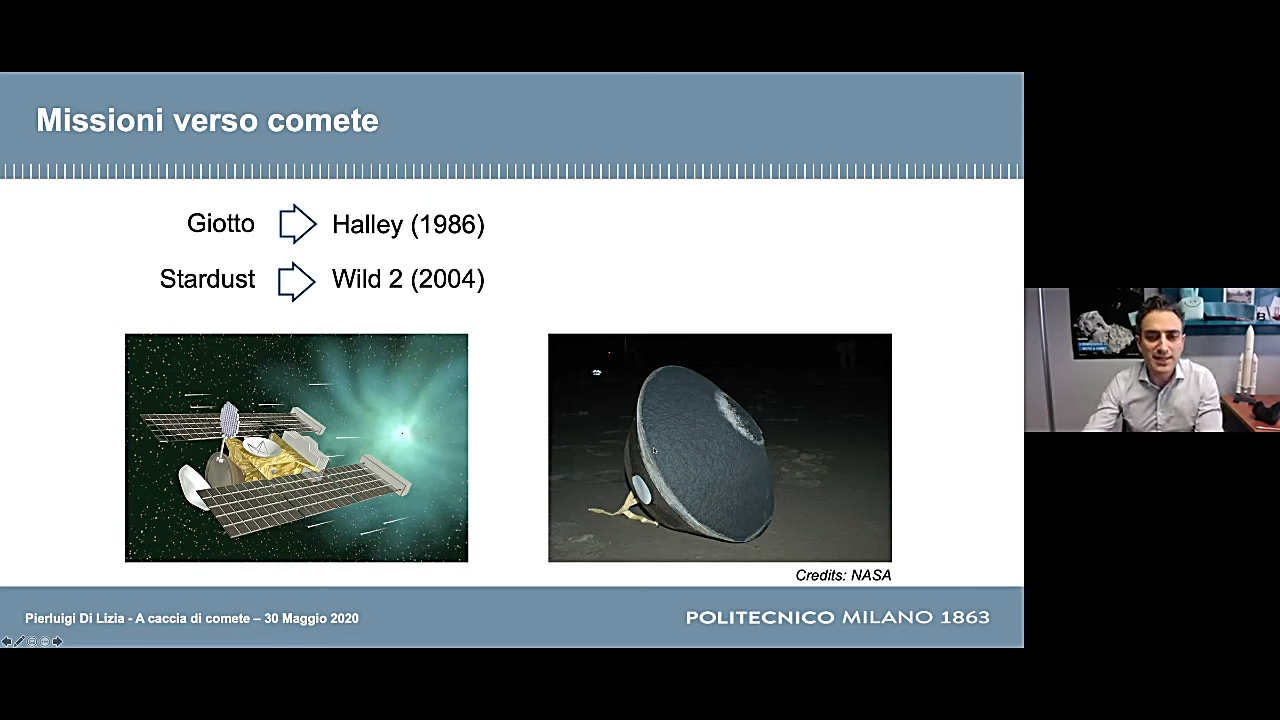 Missioni verso comete
Giotto Halley (1986)
Stardust Wild 2 (2004)
Credits: NASA
Pierluigi Di Lizia - A caccia di comete – 30 Maggio 2020
POLITECNICO MILANO 1863